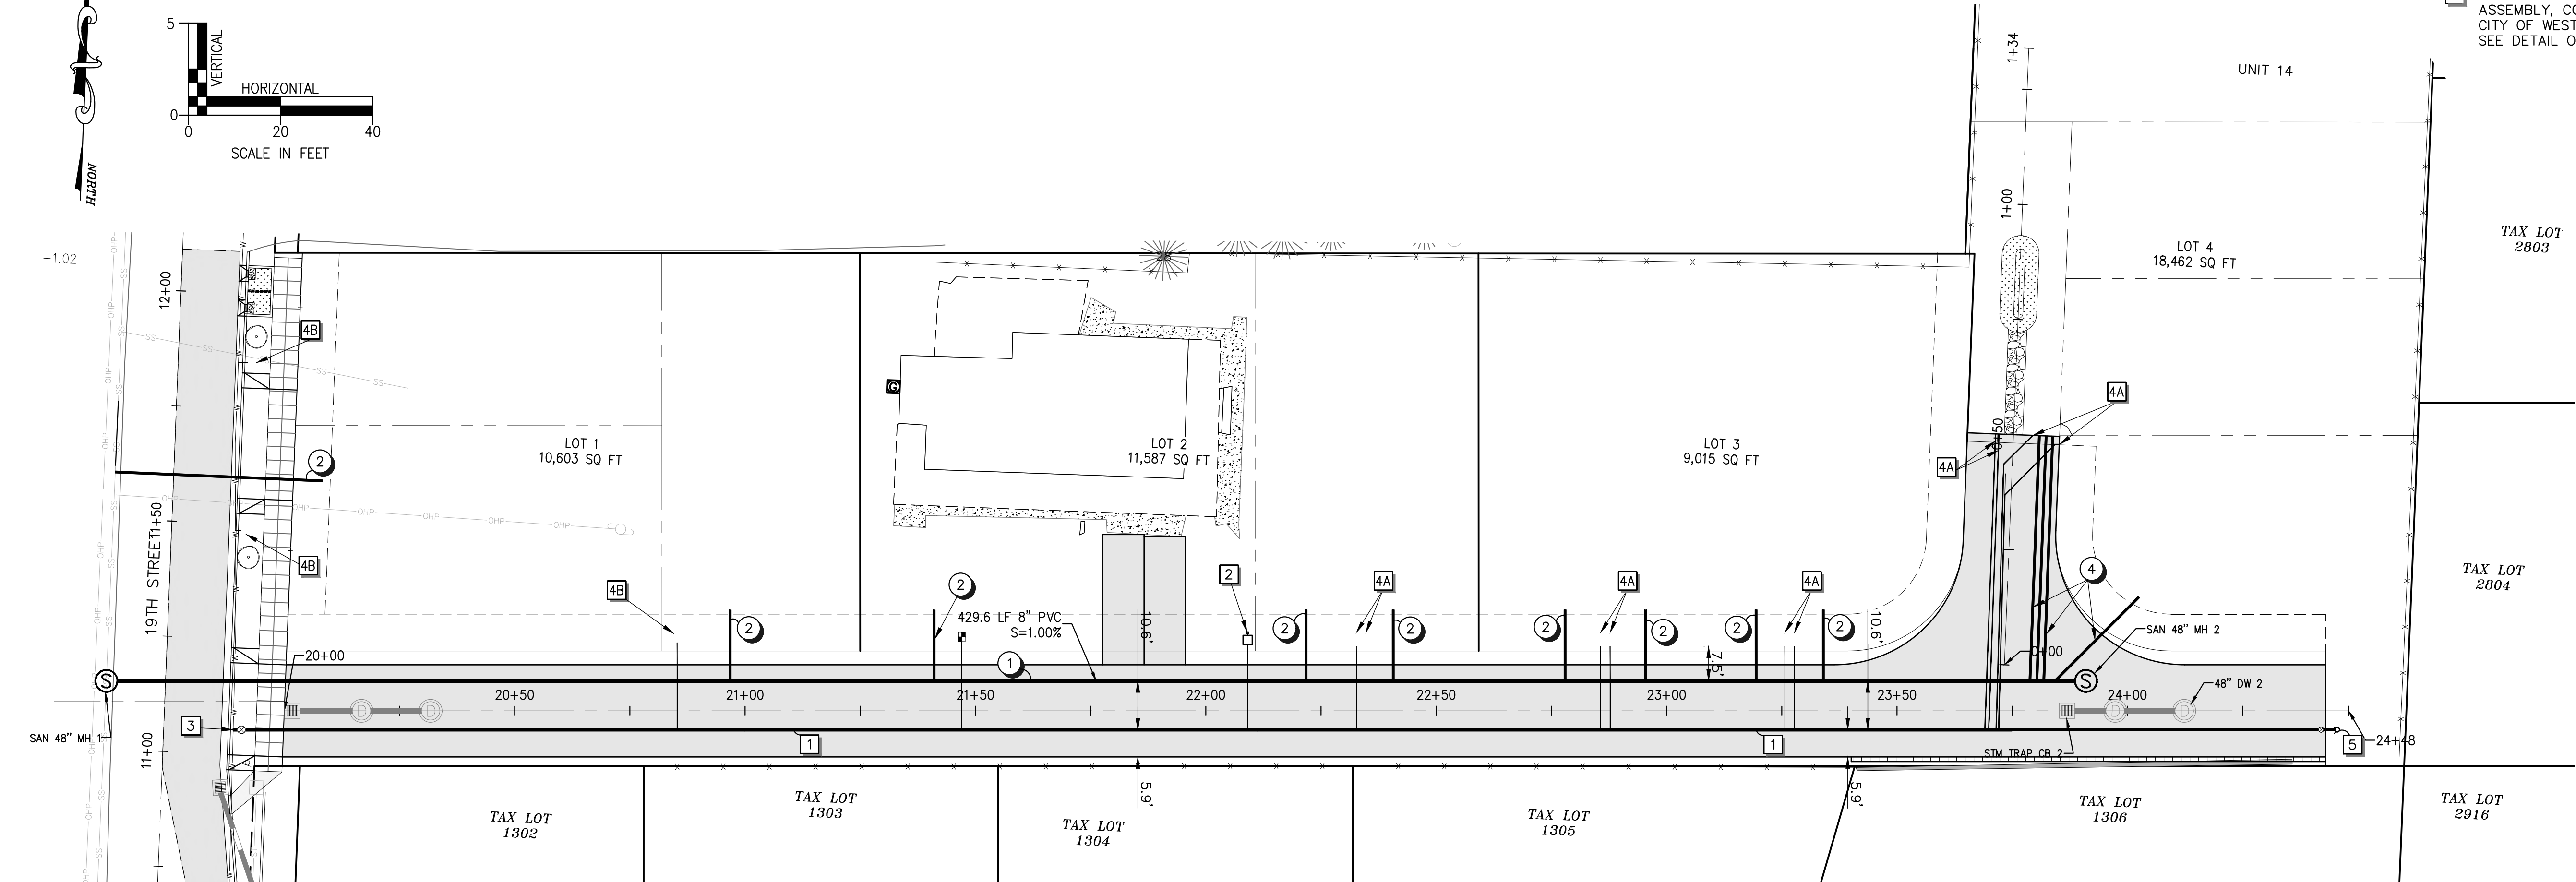 5
0
VERTICAL
HORIZONTAL
0
20
40
SCALE IN FEET
NORTH
ASSEMBLY, CO
CITY OF WEST
SEE DETAIL O
1+34
UNIT 14
1+00
-1.02
12+00
TAX LOT
2803
LOT 4
18,462 SQ FT
4B
G
4A
LOT 1
10,603 SQ FT
LOT 2
11,587 SQ FT
LOT 3
9,015 SQ FT
0+50
4A
2
OHP
SS
W
19TH STREET
11+50
4B
4B
2
2
4A
4A
4A
4
TAX LOT
2804
429.6 LF 8" PVC
S=1.00%
2
2
2
2
2
2
2
10.6'
10.6'
7.5'
SAN 48" MH 2
20+00
1
0+00
S
S
20+50
21+00
21+50
22+00
22+50
23+00
23+50
24+00
48" DW 2
D
D
D
D
SAN 48" MH 1
3
11+00
1
1
STM TRAP CB 2
5
24+48
5.9'
5.9'
TAX LOT
1302
TAX LOT
1303
TAX LOT
1304
TAX LOT
1305
TAX LOT
1306
TAX LOT
2916